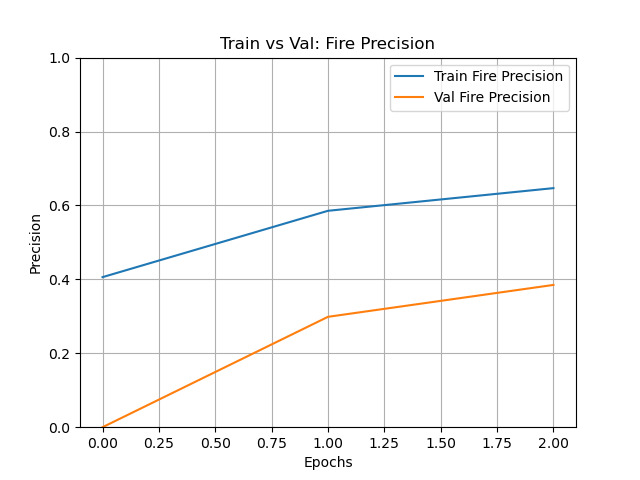 Train vs Val: Fire Precision
Train Fire Precision
Val Fire Precision
Precision
1.0
0.8
0.6
0.4
0.2
0.0
0.00 0.25 0.50 0.75 1.00 1.25 1.50 1.75 2.00
Epochs